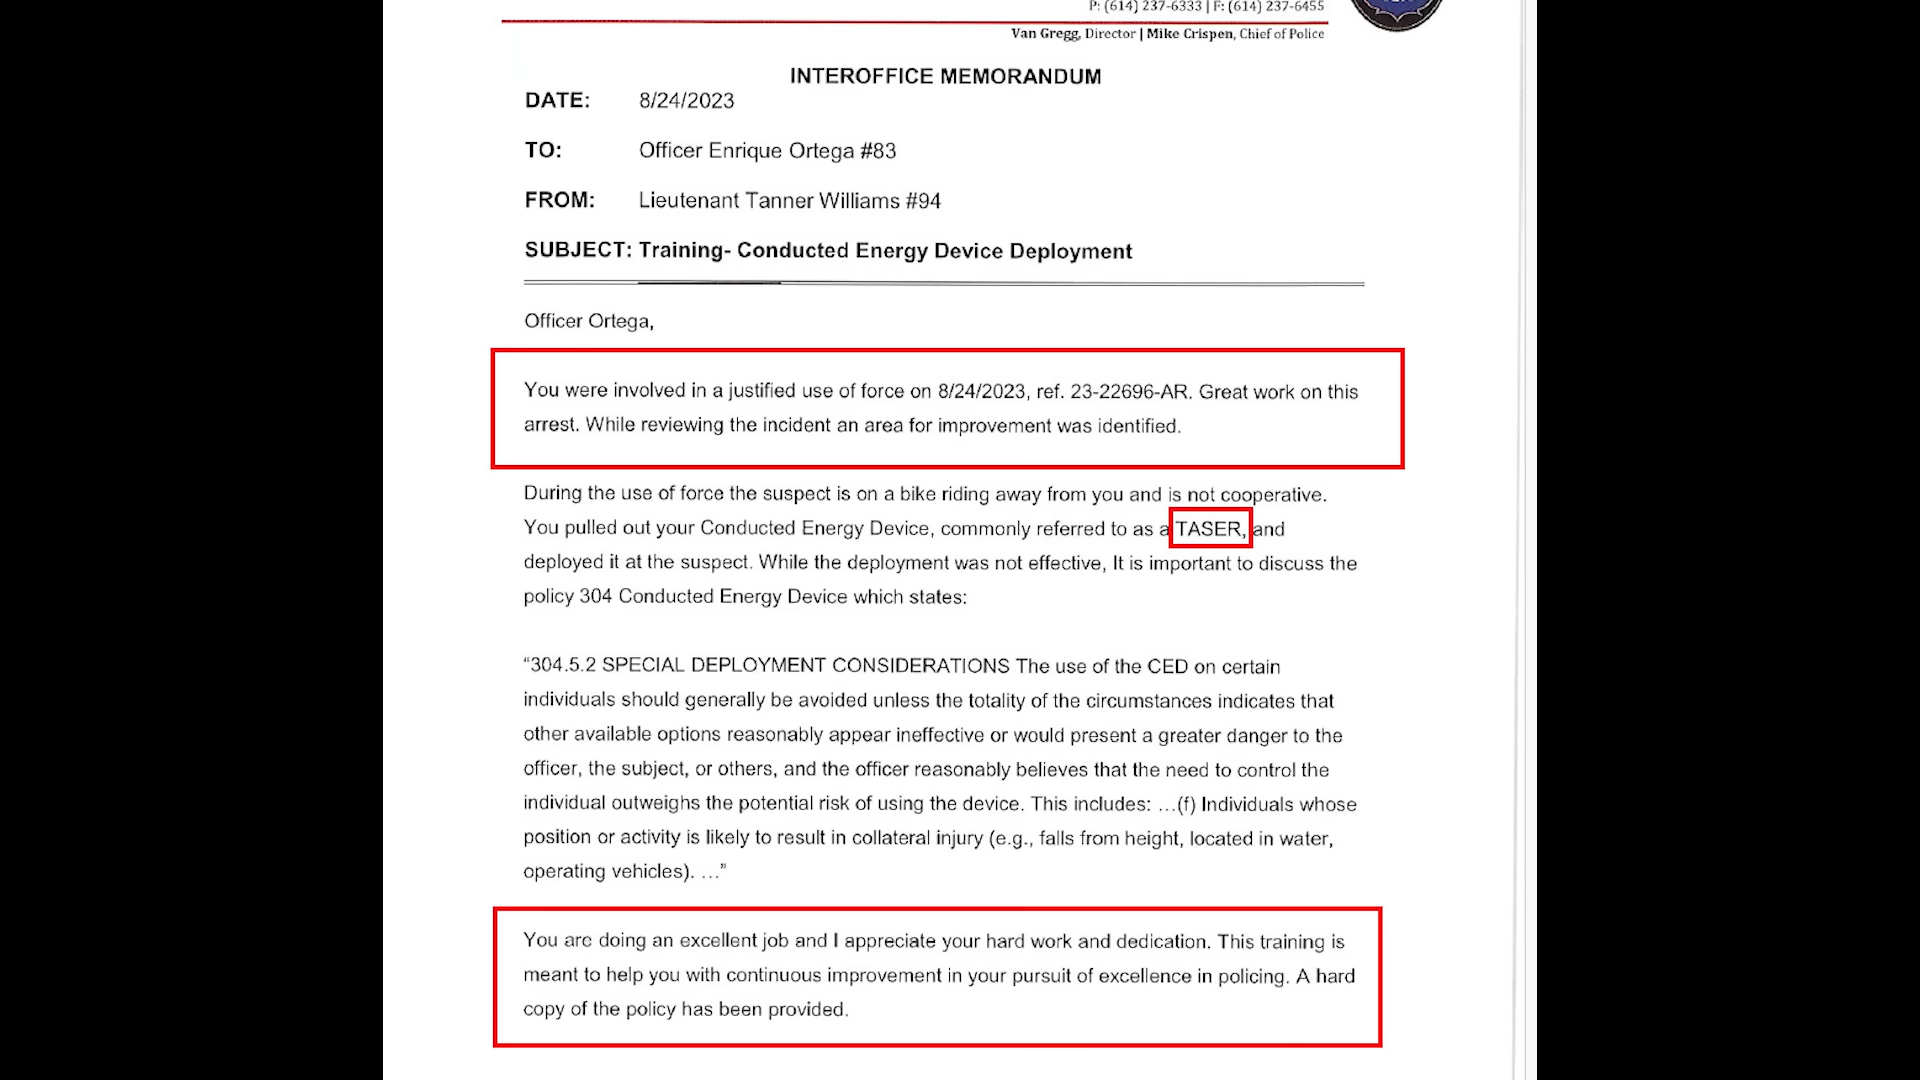 P: (614) 237-6333 | F: (614) 237-6455
Van Gregg, Director | Mike Crispen, Chief of Police
INTEROFFICE MEMORANDUM
DATE: 8/24/2023
TO: Officer Enrique Ortega #83
FROM: Lieutenant Tanner Williams #94
SUBJECT: Training- Conducted Energy Device Deployment
Officer Ortega,
You were involved in a justified use of force on 8/24/2023, ref. 23-22696-AR. Great work on this
arrest. While reviewing the incident an area for improvement was identified.
During the use of force the suspect is on a bike riding away from you and is not cooperative.
You pulled out your Conducted Energy Device, commonly referred to as a TASER, and
deployed it at the suspect. While the deployment was not effective, It is important to discuss the
policy 304 Conducted Energy Device which states:
“304.5.2 SPECIAL DEPLOYMENT CONSIDERATIONS The use of the CED on certain
individuals should generally be avoided unless the totality of the circumstances indicates that
other available options reasonably appear ineffective or would present a greater danger to the
officer, the subject, or others, and the officer reasonably believes that the need to control the
individual outweighs the potential risk of using the device. This includes: …(f) Individuals whose
position or activity is likely to result in collateral injury (e.g., falls from height, located in water,
operating vehicles). …”
You are doing an excellent job and I appreciate your hard work and dedication. This training is
meant to help you with continuous improvement in your pursuit of excellence in policing. A hard
copy of the policy has been provided.